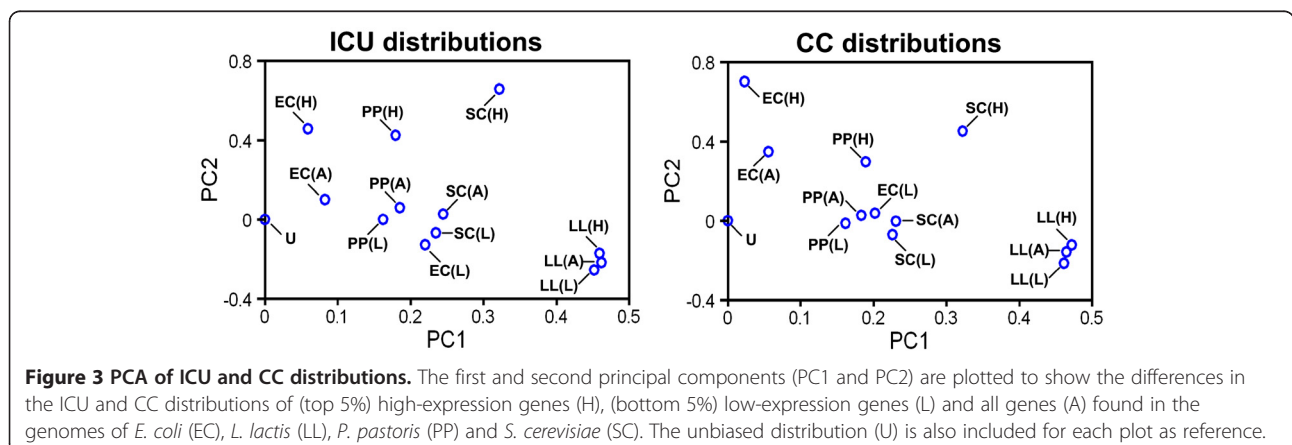 ICU distributions
CC distributions
0.8
0.4
0
-0.4
PC2
0
0.1
0.2
0.3
0.4
0.5
PC1
EC(H)
PP(H)
SC(H)
EC(A)
PP(A)
SC(A)
U
PP(L)
SC(L)
EC(L)
LL(H)
LL(A)
LL(L)
0.8
0.4
0
-0.4
PC2
0
0.1
0.2
0.3
0.4
0.5
PC1
EC(H)
SC(H)
PP(H)
EC(A)
EC(L)
PP(A)
SC(A)
U
PP(L)
SC(L)
LL(H)
LL(A)
LL(L)
Figure 3 PCA of ICU and CC distributions. The first and second principal components (PC1 and PC2) are plotted to show the differences in
the ICU and CC distributions of (top 5%) high-expression genes (H), (bottom 5%) low-expression genes (L) and all genes (A) found in the
genomes of E. coli (EC), L. lactis (LL), P. pastoris (PP) and S. cerevisiae (SC). The unbiased distribution (U) is also included for each plot as reference.